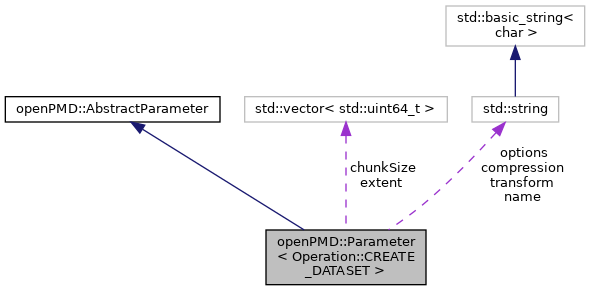 std::basic_string<
char >
openPMD::AbstractParameter
std::vector< std::uint64_t >
std::string
chunkSize
extent
options
compression
transform
name
openPMD::Parameter
< Operation::CREATE
_DATASET >